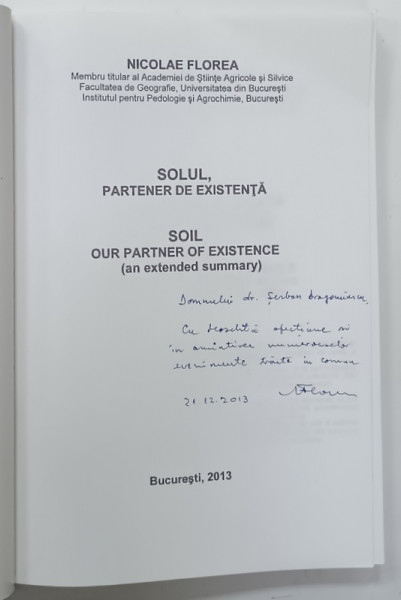 NICOLAE FLOREA
Membru titular al Academiei de Ştiinţe Agricole şi Silvice
Facultatea de Geografie, Universitatea din Bucureşti
Institutul pentru Pedologie şi Agrochimie, Bucureşti
SOLUL,
PARTENER DE EXISTENŢĂ
SOIL
OUR PARTNER OF EXISTENCE
(an extended summary)
Domnului dr. Şerban Dragomirescu,
Cu deosebită afecţiune şi
în amintirea numeroaselor
evenimente trăite în comun
21.12.2013
Bucureşti, 2013